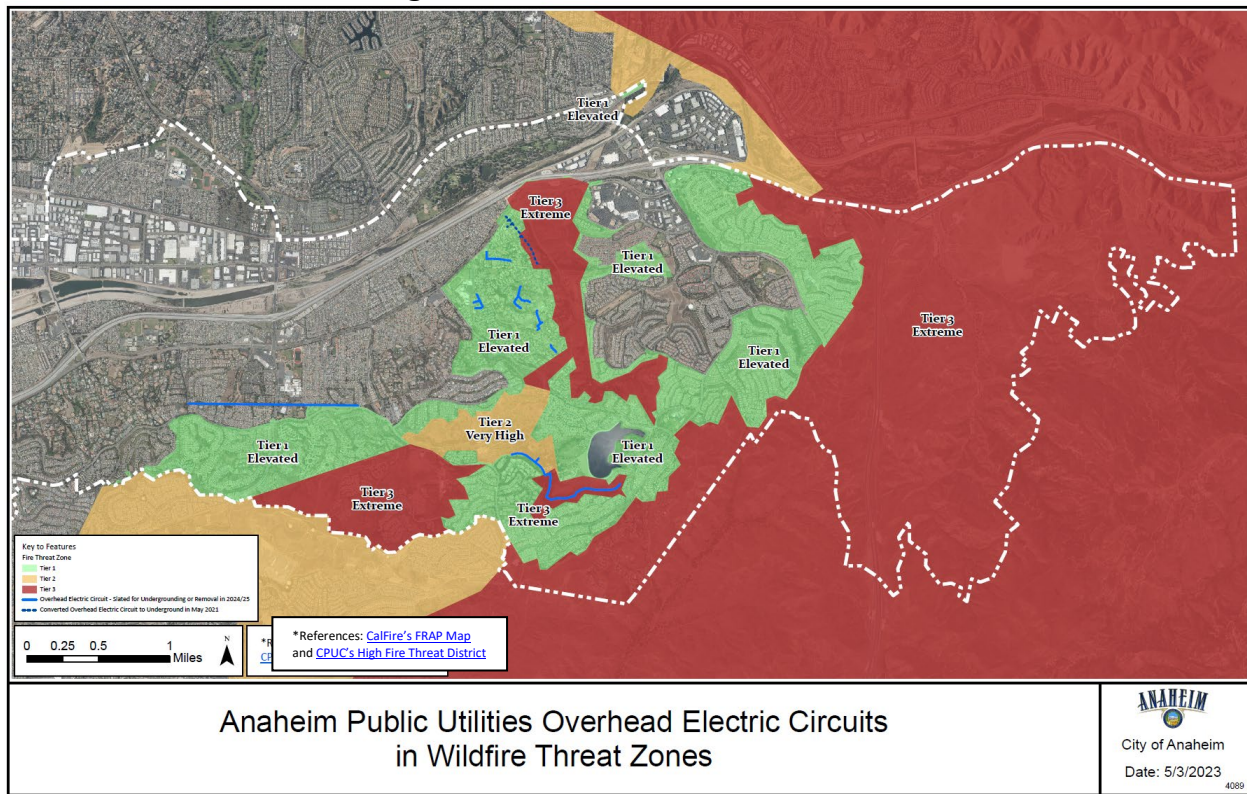 Tier 1
Elevated
Tier 3
Extreme
Tier 1
Elevated
Tier 1
Elevated
Tier 3
Extreme
Tier 1
Elevated
Tier 2
Very High
Tier 1
Elevated
Tier 1
Elevated
Tier 3
Extreme
Tier 3
Extreme
Key to Features
Fire Threat Zone
Tier 1
Tier 2
Tier 3
Overhead Electric Circuit - Slated for Undergrounding or Removal in 2024/25
Converted Overhead Electric Circuit to Underground in May 2021
0 0.25 0.5 1
Miles
N
*References: CalFire's FRAP Map
and CPUC's High Fire Threat District
Anaheim Public Utilities Overhead Electric Circuits
in Wildfire Threat Zones
ANAHEIM
City of Anaheim
Date: 5/3/2023
4089